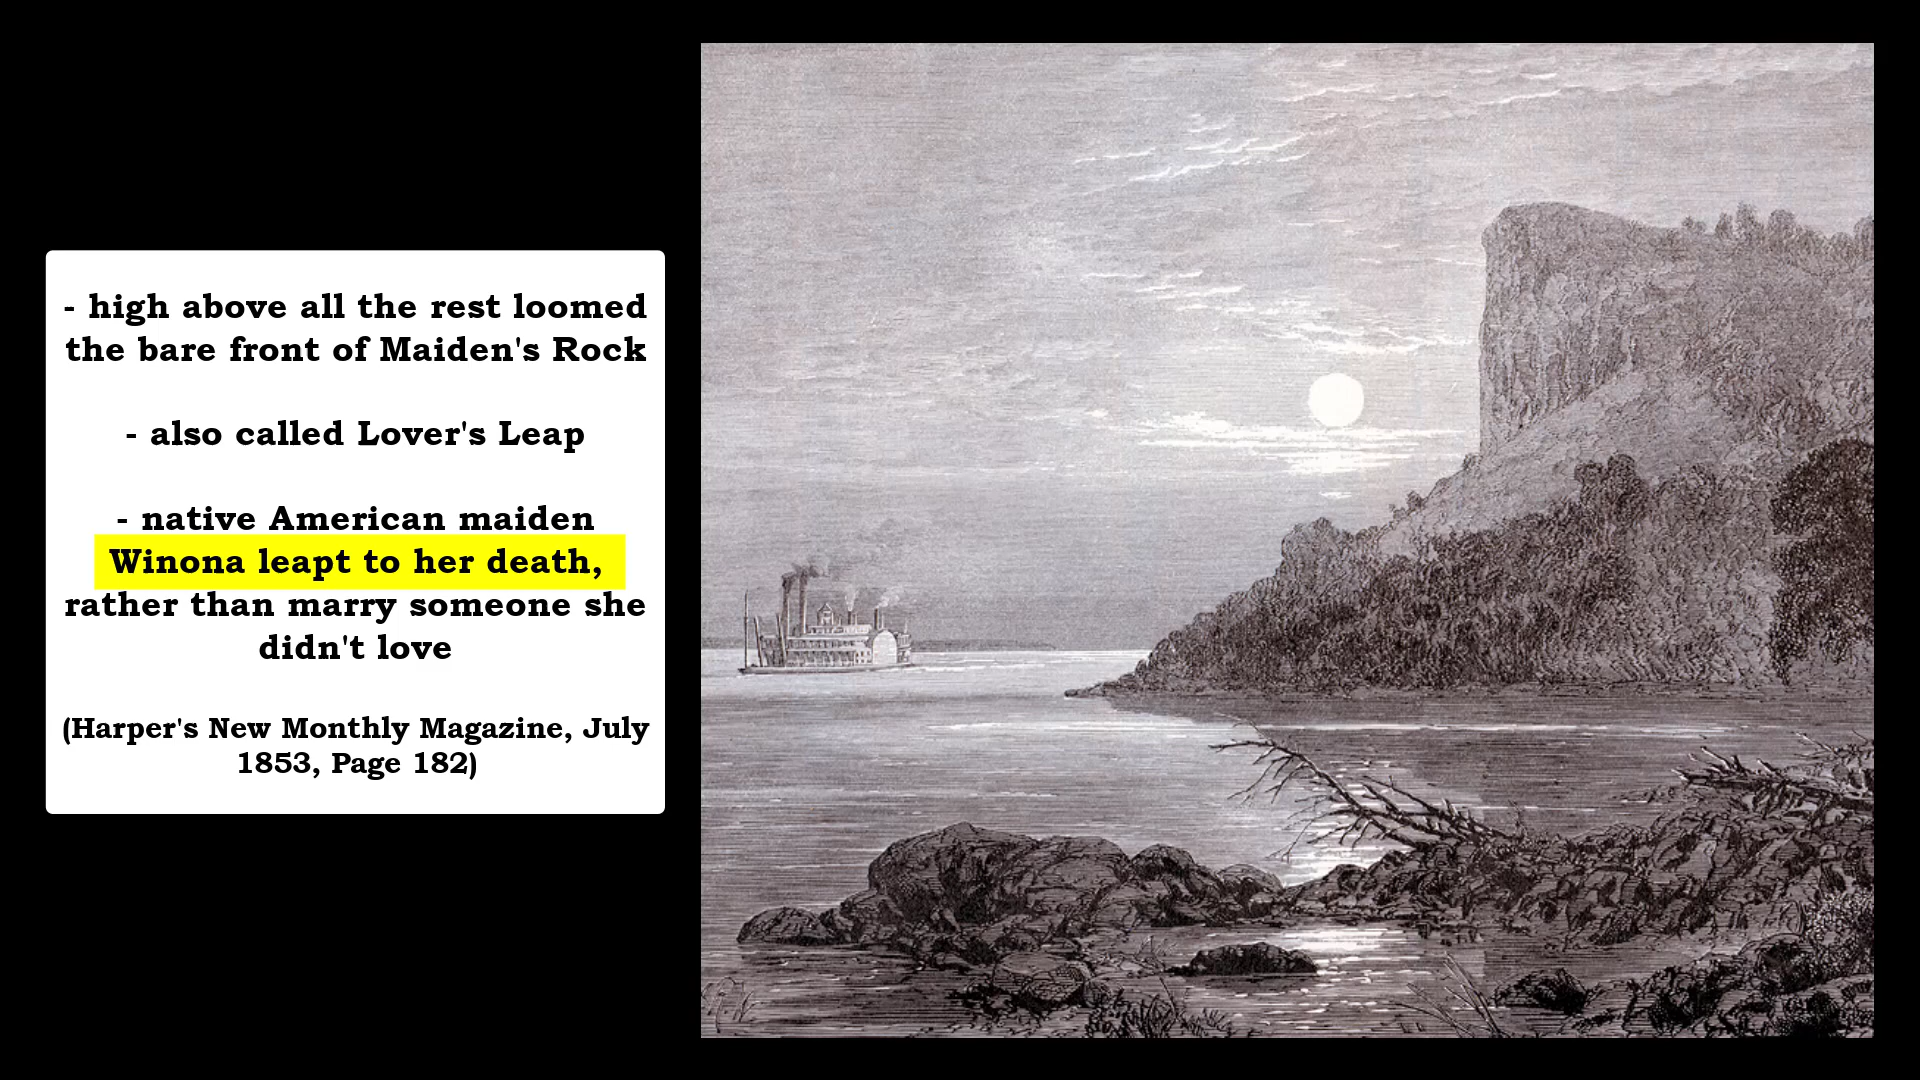 - high above all the rest loomed
the bare front of Maiden's Rock
- also called Lover's Leap
- native American maiden
Winona leapt to her death,
rather than marry someone she
didn't love
(Harper's New Monthly Magazine, July
1853, Page 182)